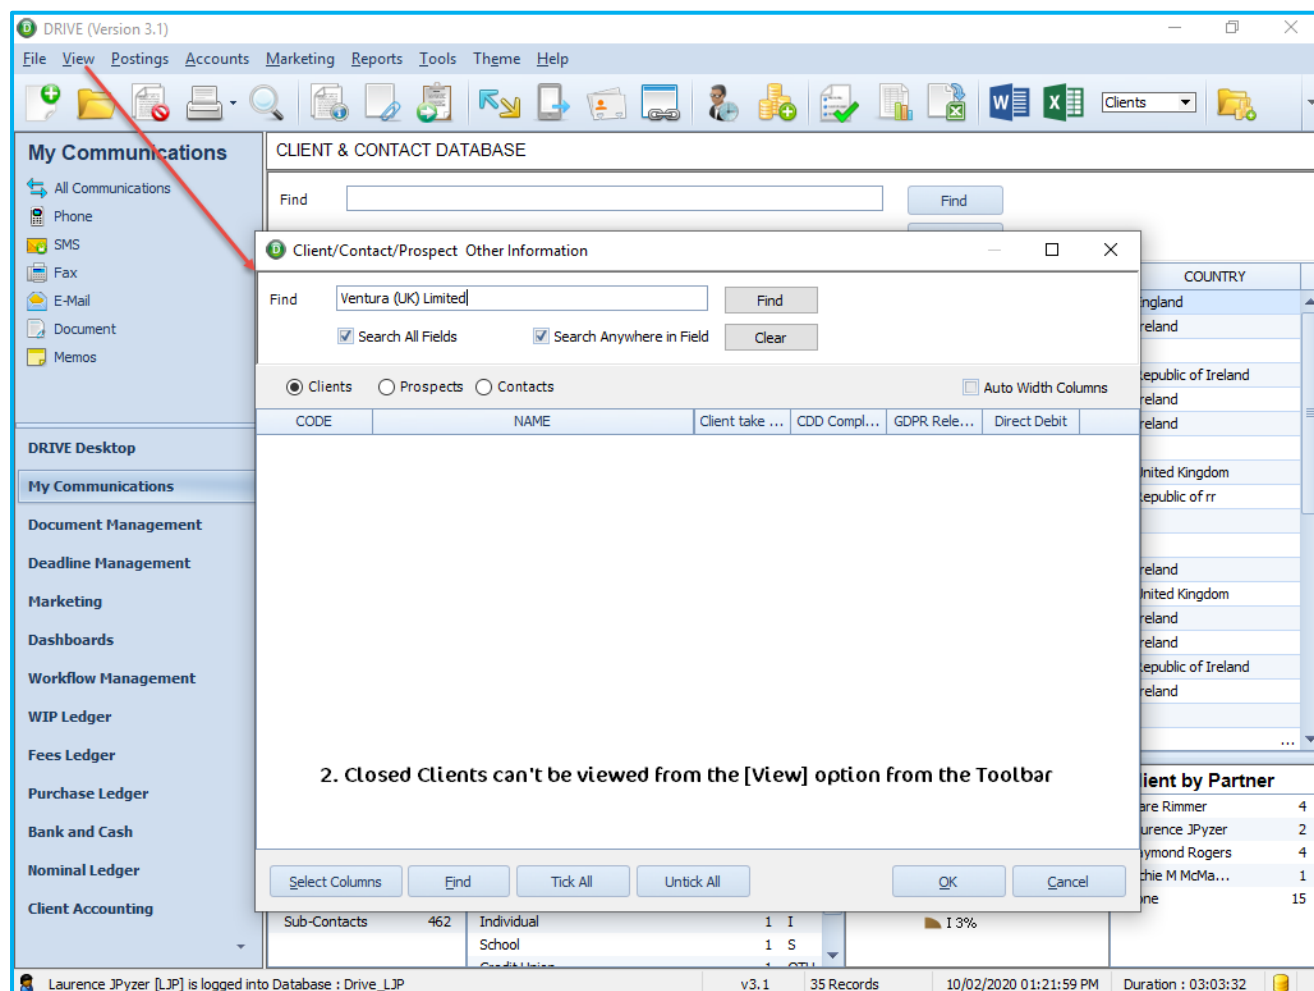 DRIVE (Version 3.1)
File View Postings Accounts Marketing Reports Tools Theme Help
Clients
My Communications
CLIENT & CONTACT DATABASE
All Communications
Phone
SMS
Fax
E-Mail
Document
Memos
Find
Find
Client/Contact/Prospect Other Information
Find Ventura (UK) Limited Find
Search All Fields Search Anywhere in Field Clear
Clients Prospects Contacts Auto Width Columns
CODE NAME Client take ... CDD Compl... GDPR Rele... Direct Debit
2. Closed Clients can't be viewed from the [View] option from the Toolbar
Select Columns Find Tick All Untick All OK Cancel
COUNTRY
ngland
reland
epublic of Ireland
reland
reland
nited Kingdom
epublic of rr
reland
nited Kingdom
reland
reland
epublic of Ireland
reland
...
DRIVE Desktop
My Communications
Document Management
Deadline Management
Marketing
Dashboards
Workflow Management
WIP Ledger
Fees Ledger
Purchase Ledger
Bank and Cash
Nominal Ledger
Client Accounting
lient by Partner
are Rimmer 4
urence JPyzer 2
ymond Rogers 4
chie M McMa... 1
one 15
Sub-Contacts 462
Individual 1 I
School 1 S
Credit Union 1 OTH
I 3%
Laurence JPyzer [LJP] is logged into Database : Drive_LJP v3.1 35 Records 10/02/2020 01:21:59 PM Duration : 03:03:32